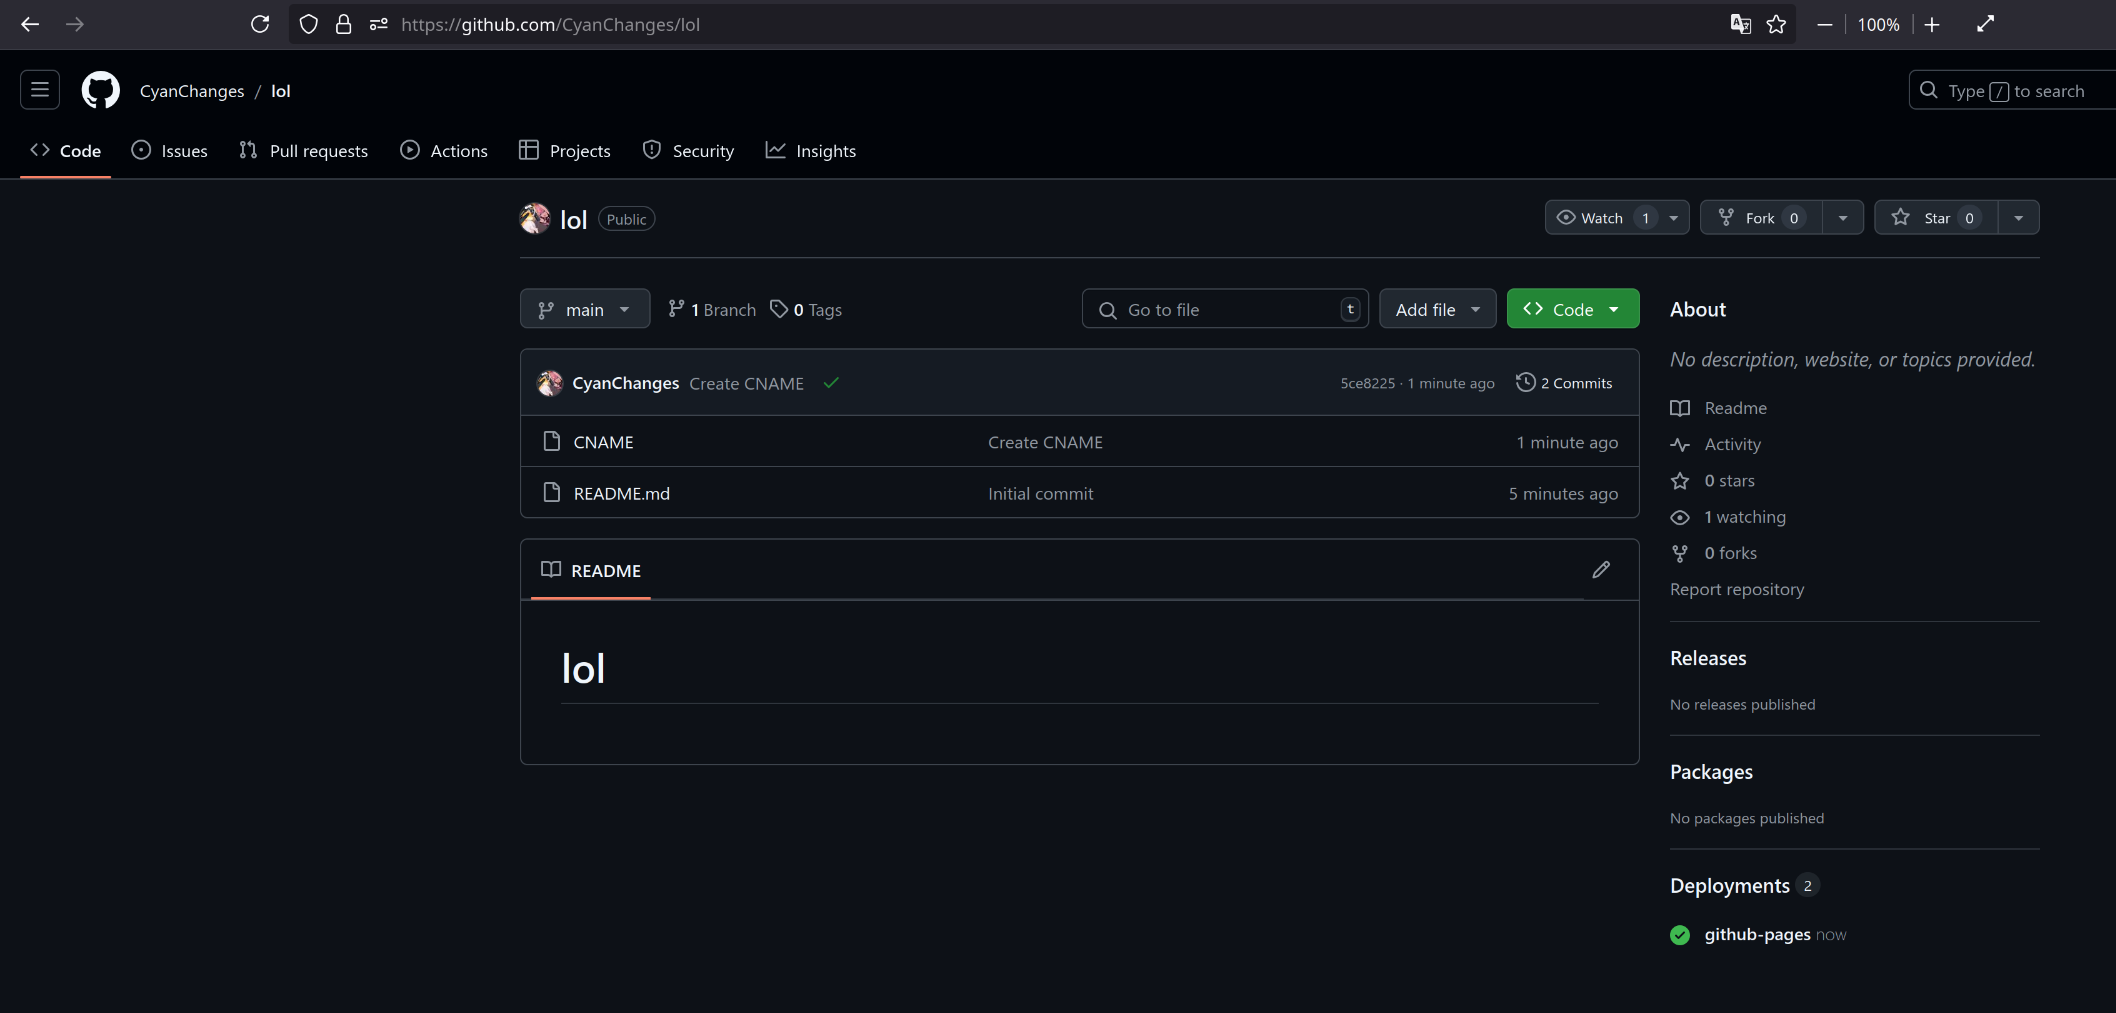 https://github.com/CyanChanges/lol
100%
CyanChanges / lol
Type / to search
Code
Issues
Pull requests
Actions
Projects
Security
Insights
lol Public
Watch 1
Fork 0
Star 0
main
1 Branch
0 Tags
Go to file t
Add file
Code
CyanChanges Create CNAME
5ce8225 · 1 minute ago
2 Commits
CNAME Create CNAME 1 minute ago
README.md Initial commit 5 minutes ago
README
lol
About
No description, website, or topics provided.
Readme
Activity
0 stars
1 watching
0 forks
Report repository
Releases
No releases published
Packages
No packages published
Deployments 2
github-pages now